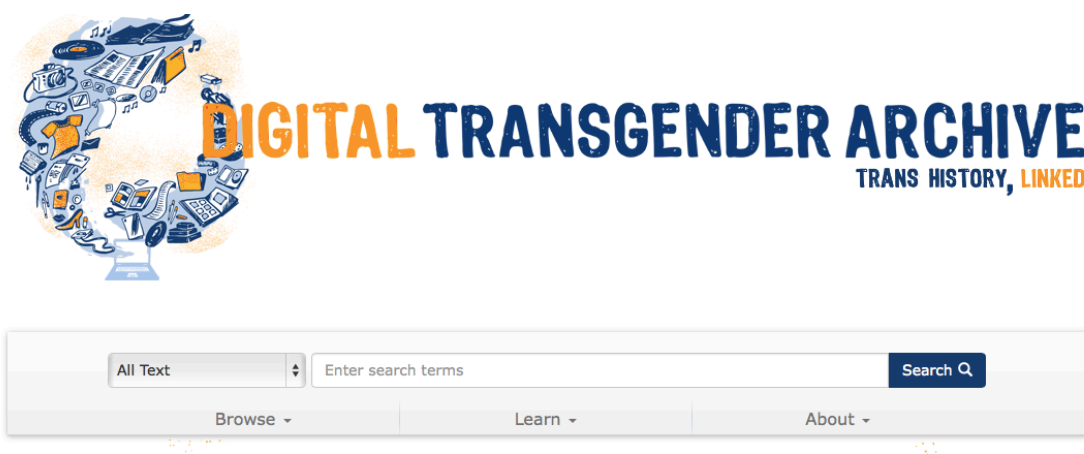 DIGITAL TRANSGENDER ARCHIVE
TRANS HISTORY, LINKED
All Text Enter search terms Search
Browse Learn About